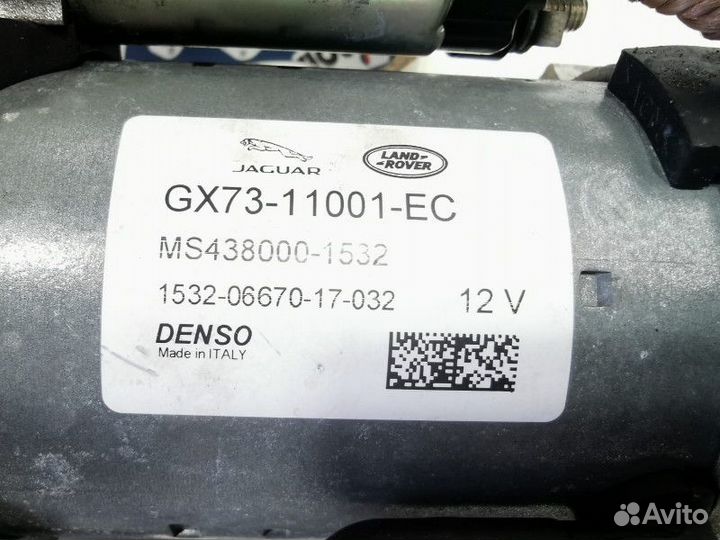 JAGUAR
LAND-
-ROVER
GX73-11001-EC
MS438000-1532
1532-06670-17-032 12 V
DENSO
Made in ITALY
Avito